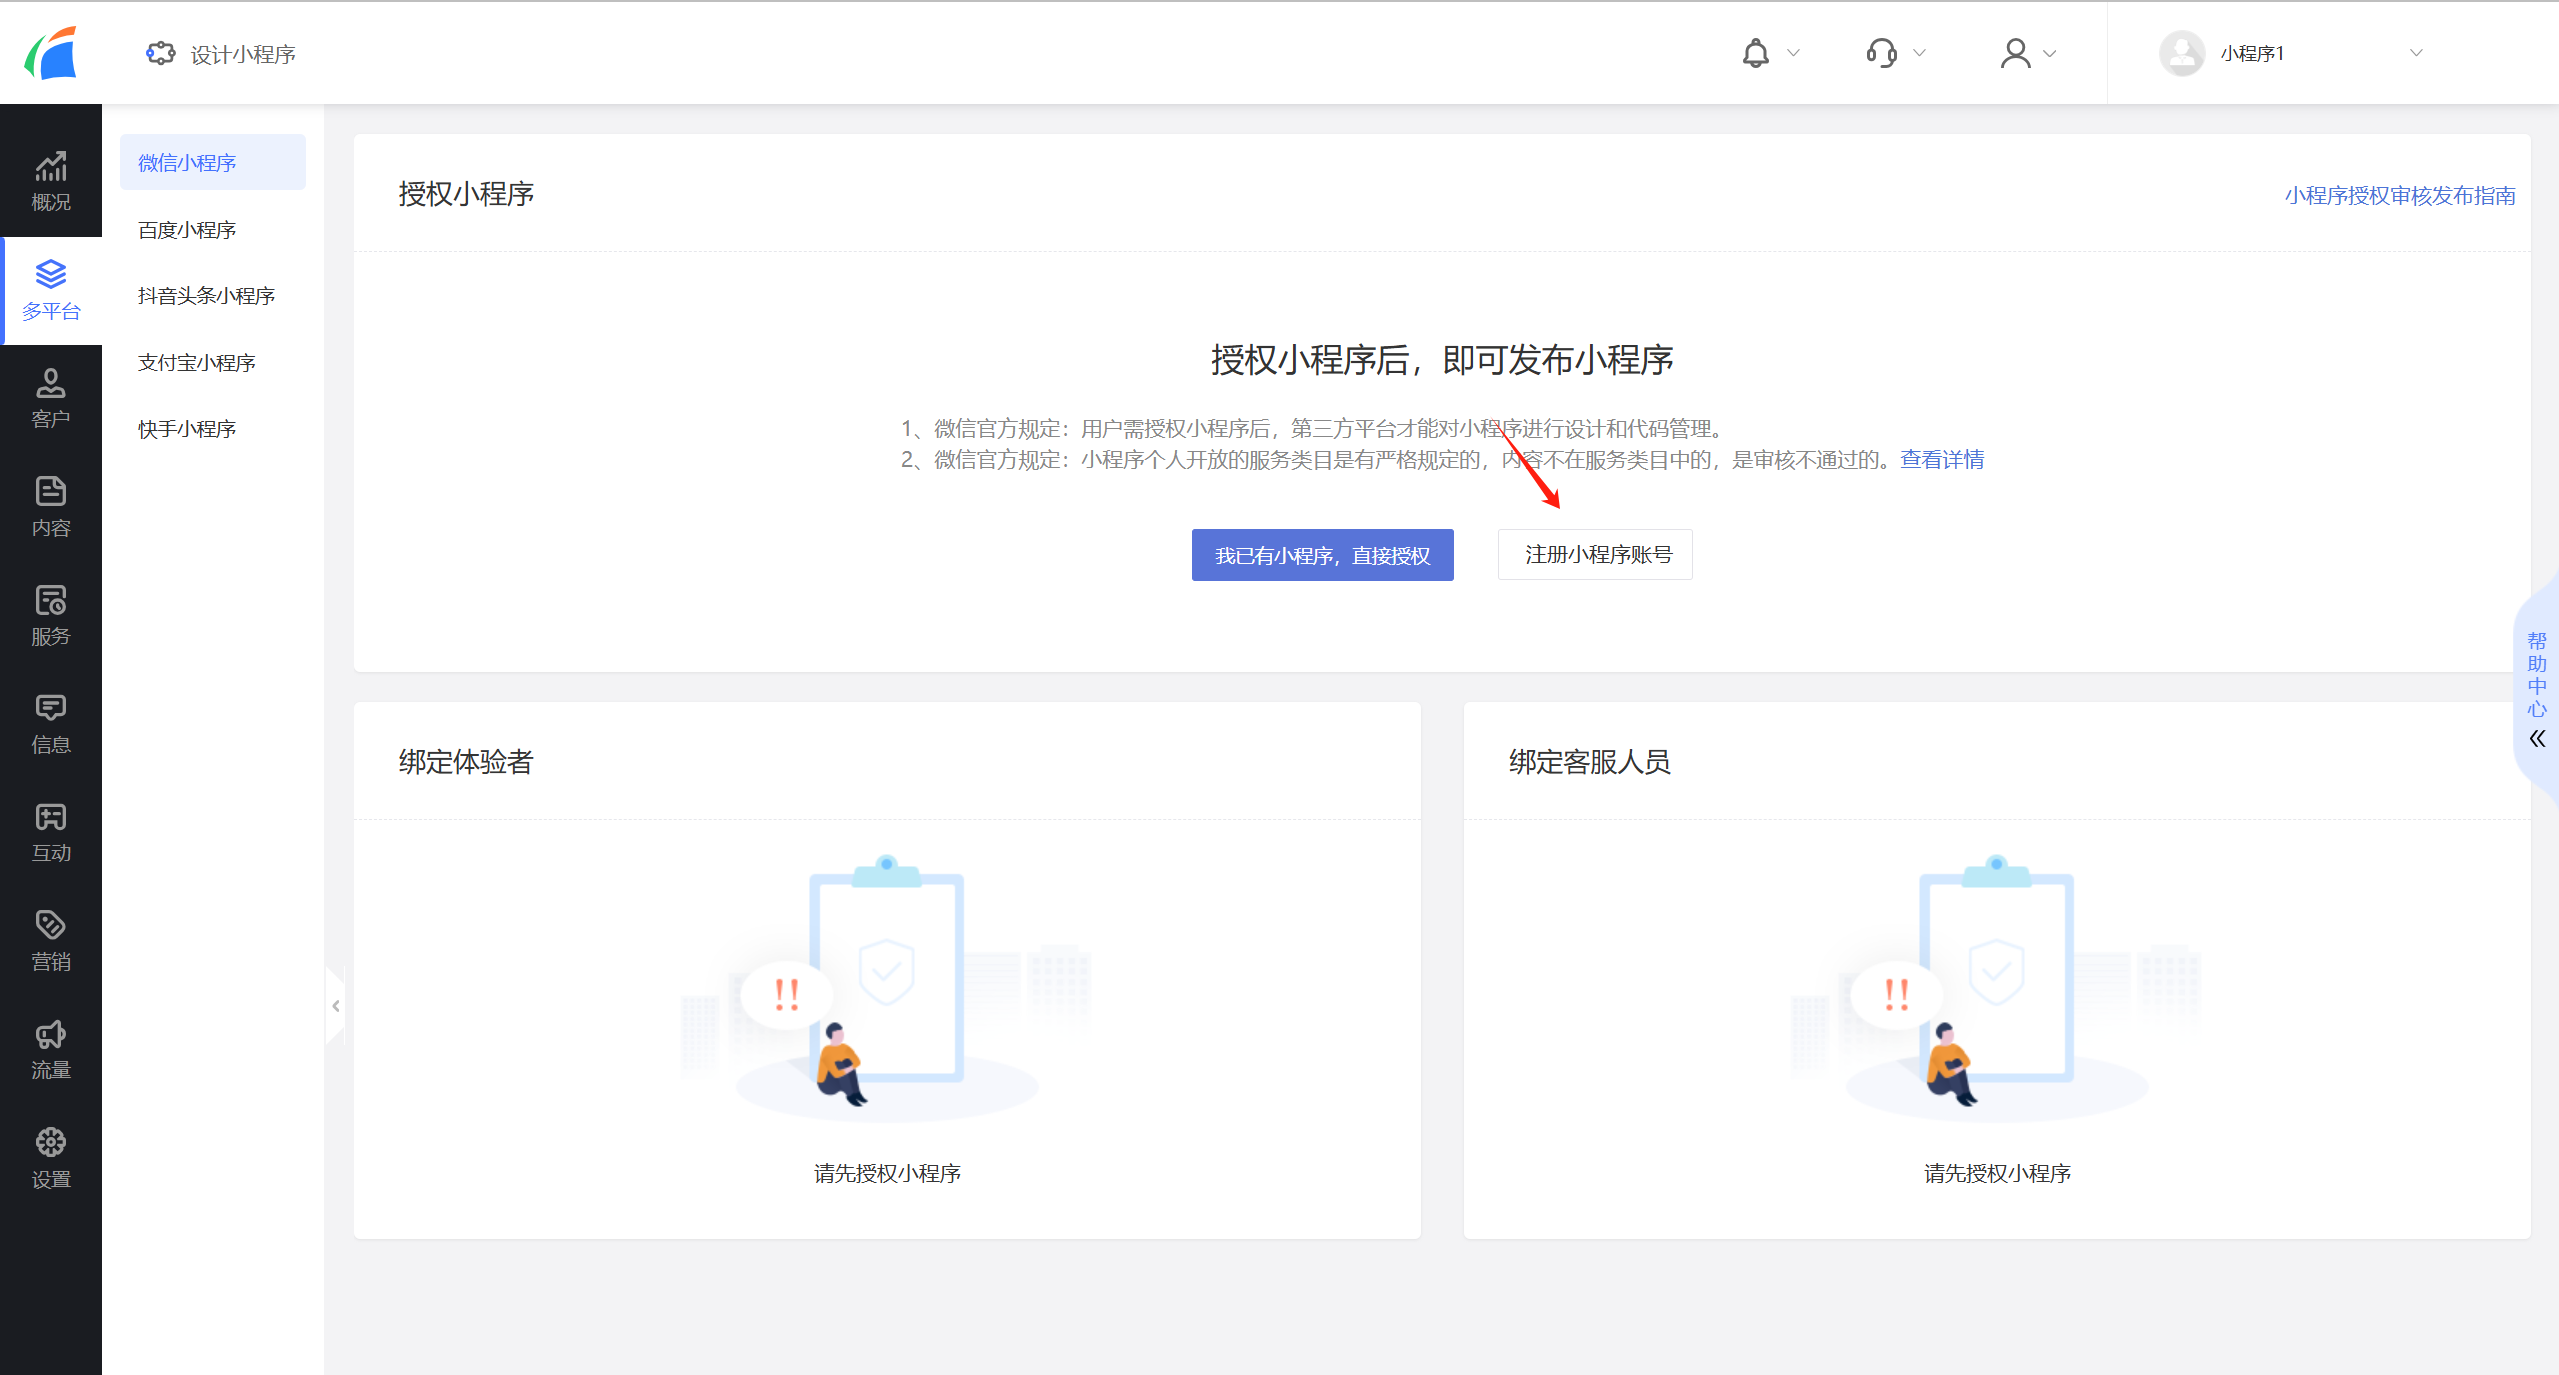 设计小程序
小程序1
概况
多平台
客户
内容
服务
信息
互动
营销
流量
设置
微信小程序
百度小程序
抖音头条小程序
支付宝小程序
快手小程序
授权小程序
小程序授权审核发布指南
授权小程序后，即可发布小程序
1、微信官方规定：用户需授权小程序后，第三方平台才能对小程序进行设计和代码管理。
2、微信官方规定：小程序个人开放的服务类目是有严格规定的，内容不在服务类目中的，是审核不通过的。查看详情
我已有小程序，直接授权
注册小程序账号
帮助中心
绑定体验者
!!
请先授权小程序
绑定客服人员
!!
请先授权小程序